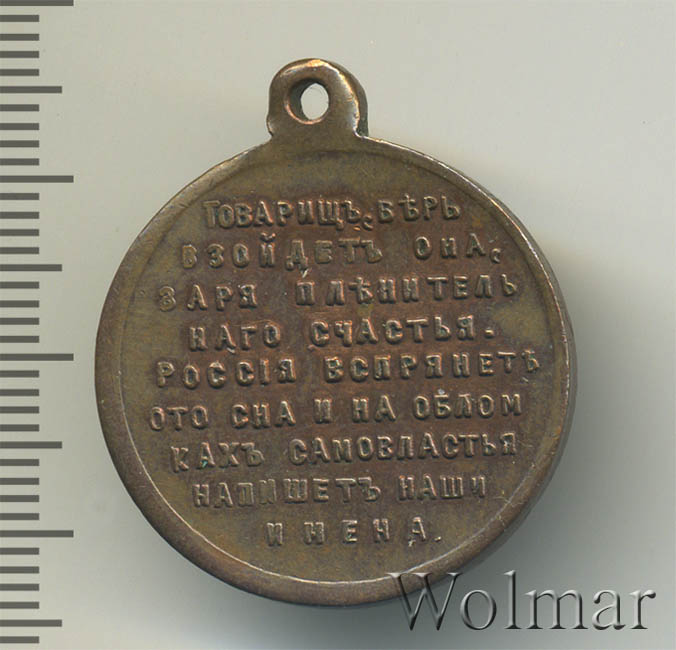 ТОВАРИЩЪ, ВѢРЬ
ВЗОЙДЕТЪ ОНА,
ЗАРЯ ПЛѢНИТЕЛЬ
НАГО СЧАСТЬЯ.
РОССІЯ ВСПРЯНЕТЪ
ОТО СНА И НА ОБЛОМ
КАХЪ САМОВЛАСТЬЯ
НАПИШЕТЪ НАШИ
ИМЕНА.
Wolmar